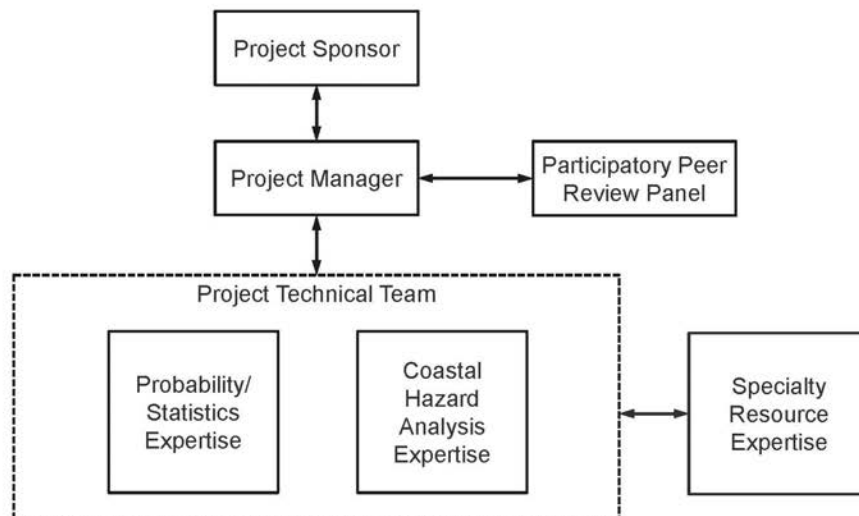 Project Sponsor
Project Manager
Participatory Peer
Review Panel
Project Technical Team
Probability/
Statistics
Expertise
Coastal
Hazard
Analysis
Expertise
Specialty
Resource
Expertise